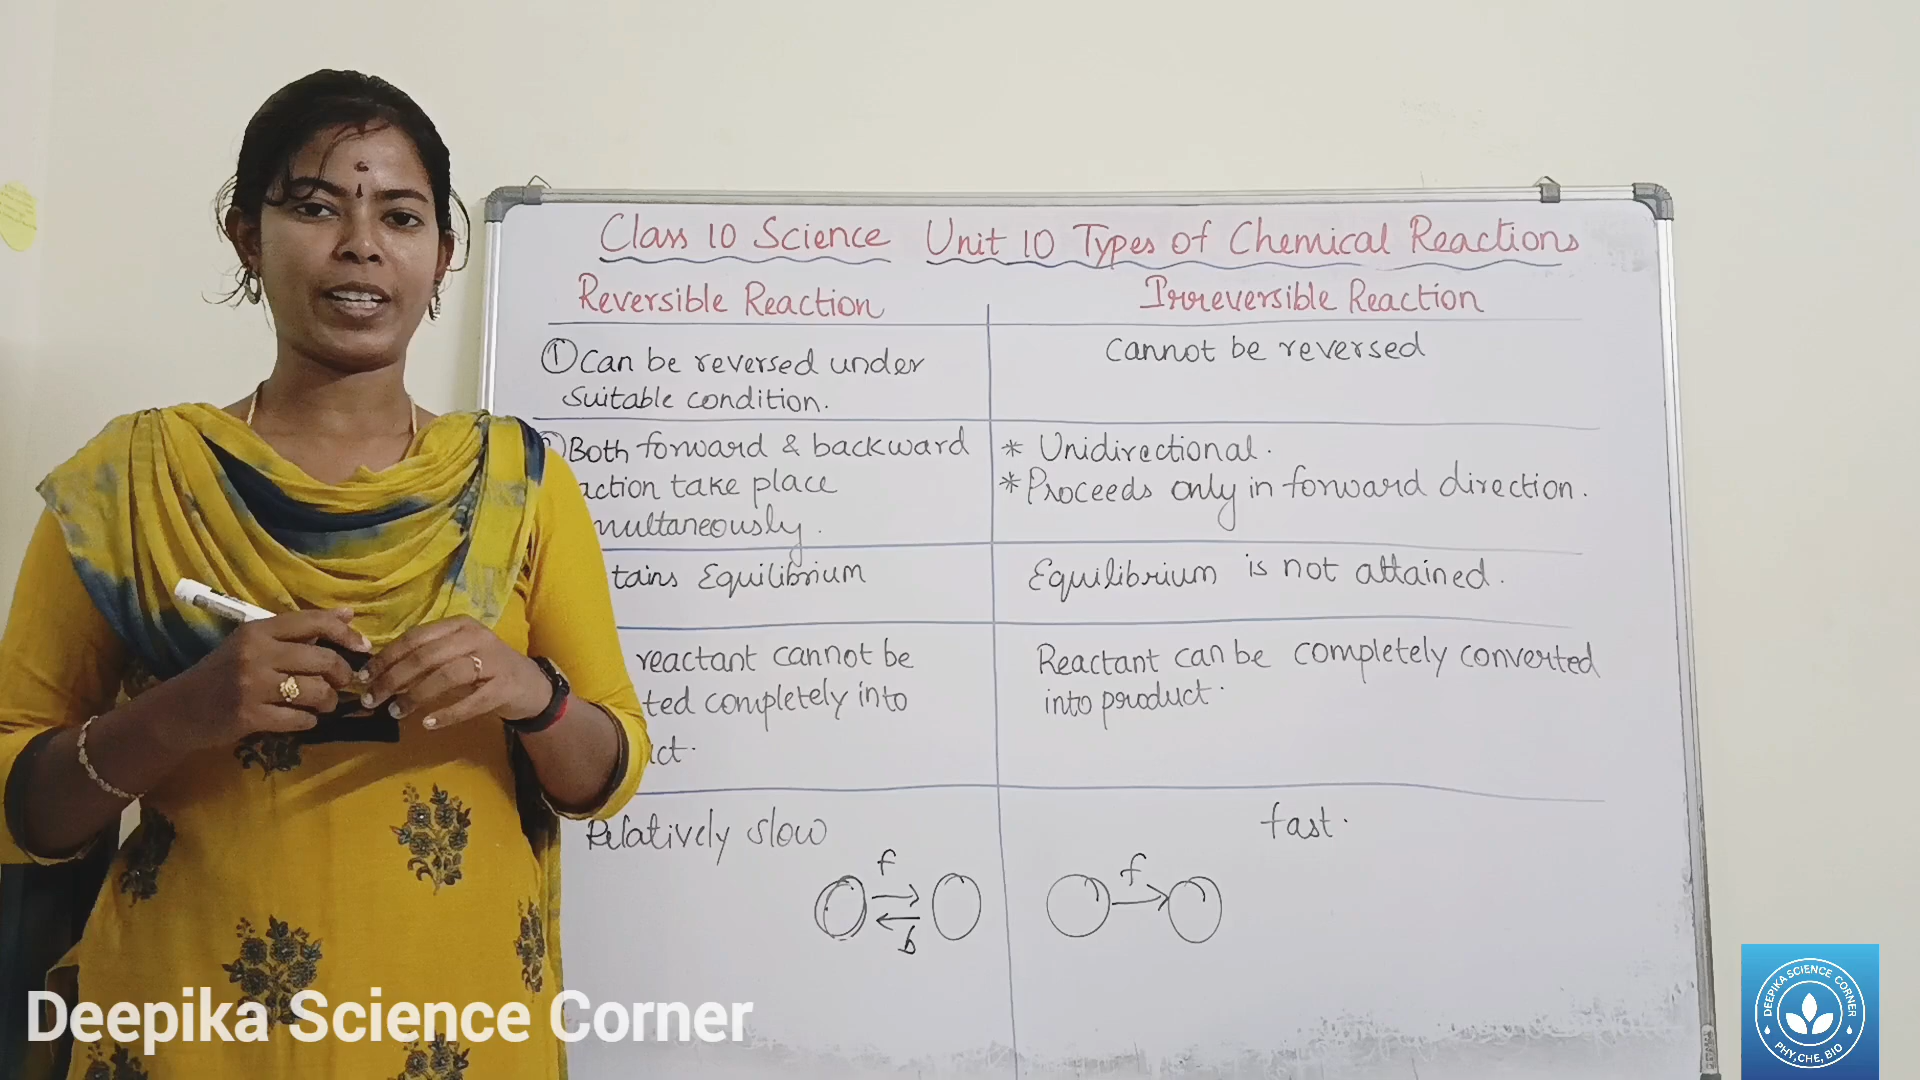 Class 10 Science Unit 10 Types of Chemical Reactions
Reversible Reaction
Irreversible Reaction
① Can be reversed under
suitable condition.
cannot be reversed
Both forward & backward
action take place
multaneously.
* Unidirectional.
* Proceeds only in forward direction.
tains Equilibrium
Equilibrium is not attained.
reactant cannot be
ted completely into
ct.
Reactant can be completely converted
into product.
Relatively slow
fast.
f
b
f
Deepika Science Corner
DEEPIKA SCIENCE CORNER
PHY, CHE, BIO